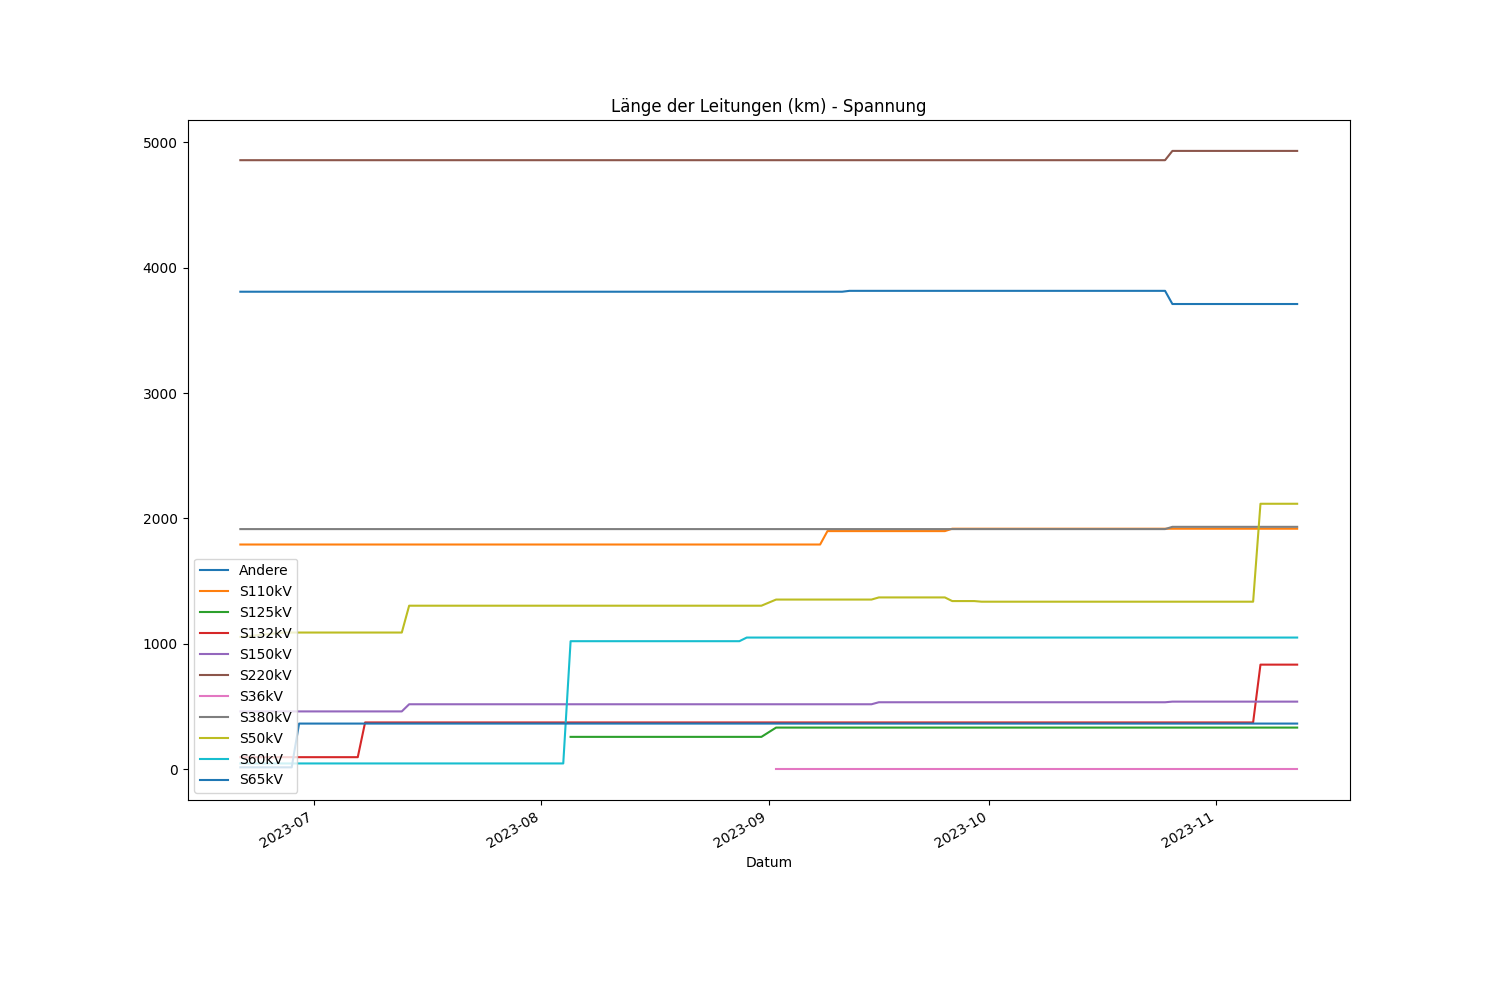 Länge der Leitungen (km) - Spannung
5000
4000
3000
2000
1000
0
Andere
S110kV
S125kV
S132kV
S150kV
S220kV
S36kV
S380kV
S50kV
S60kV
S65kV
2023-07
2023-08
2023-09
2023-10
2023-11
Datum